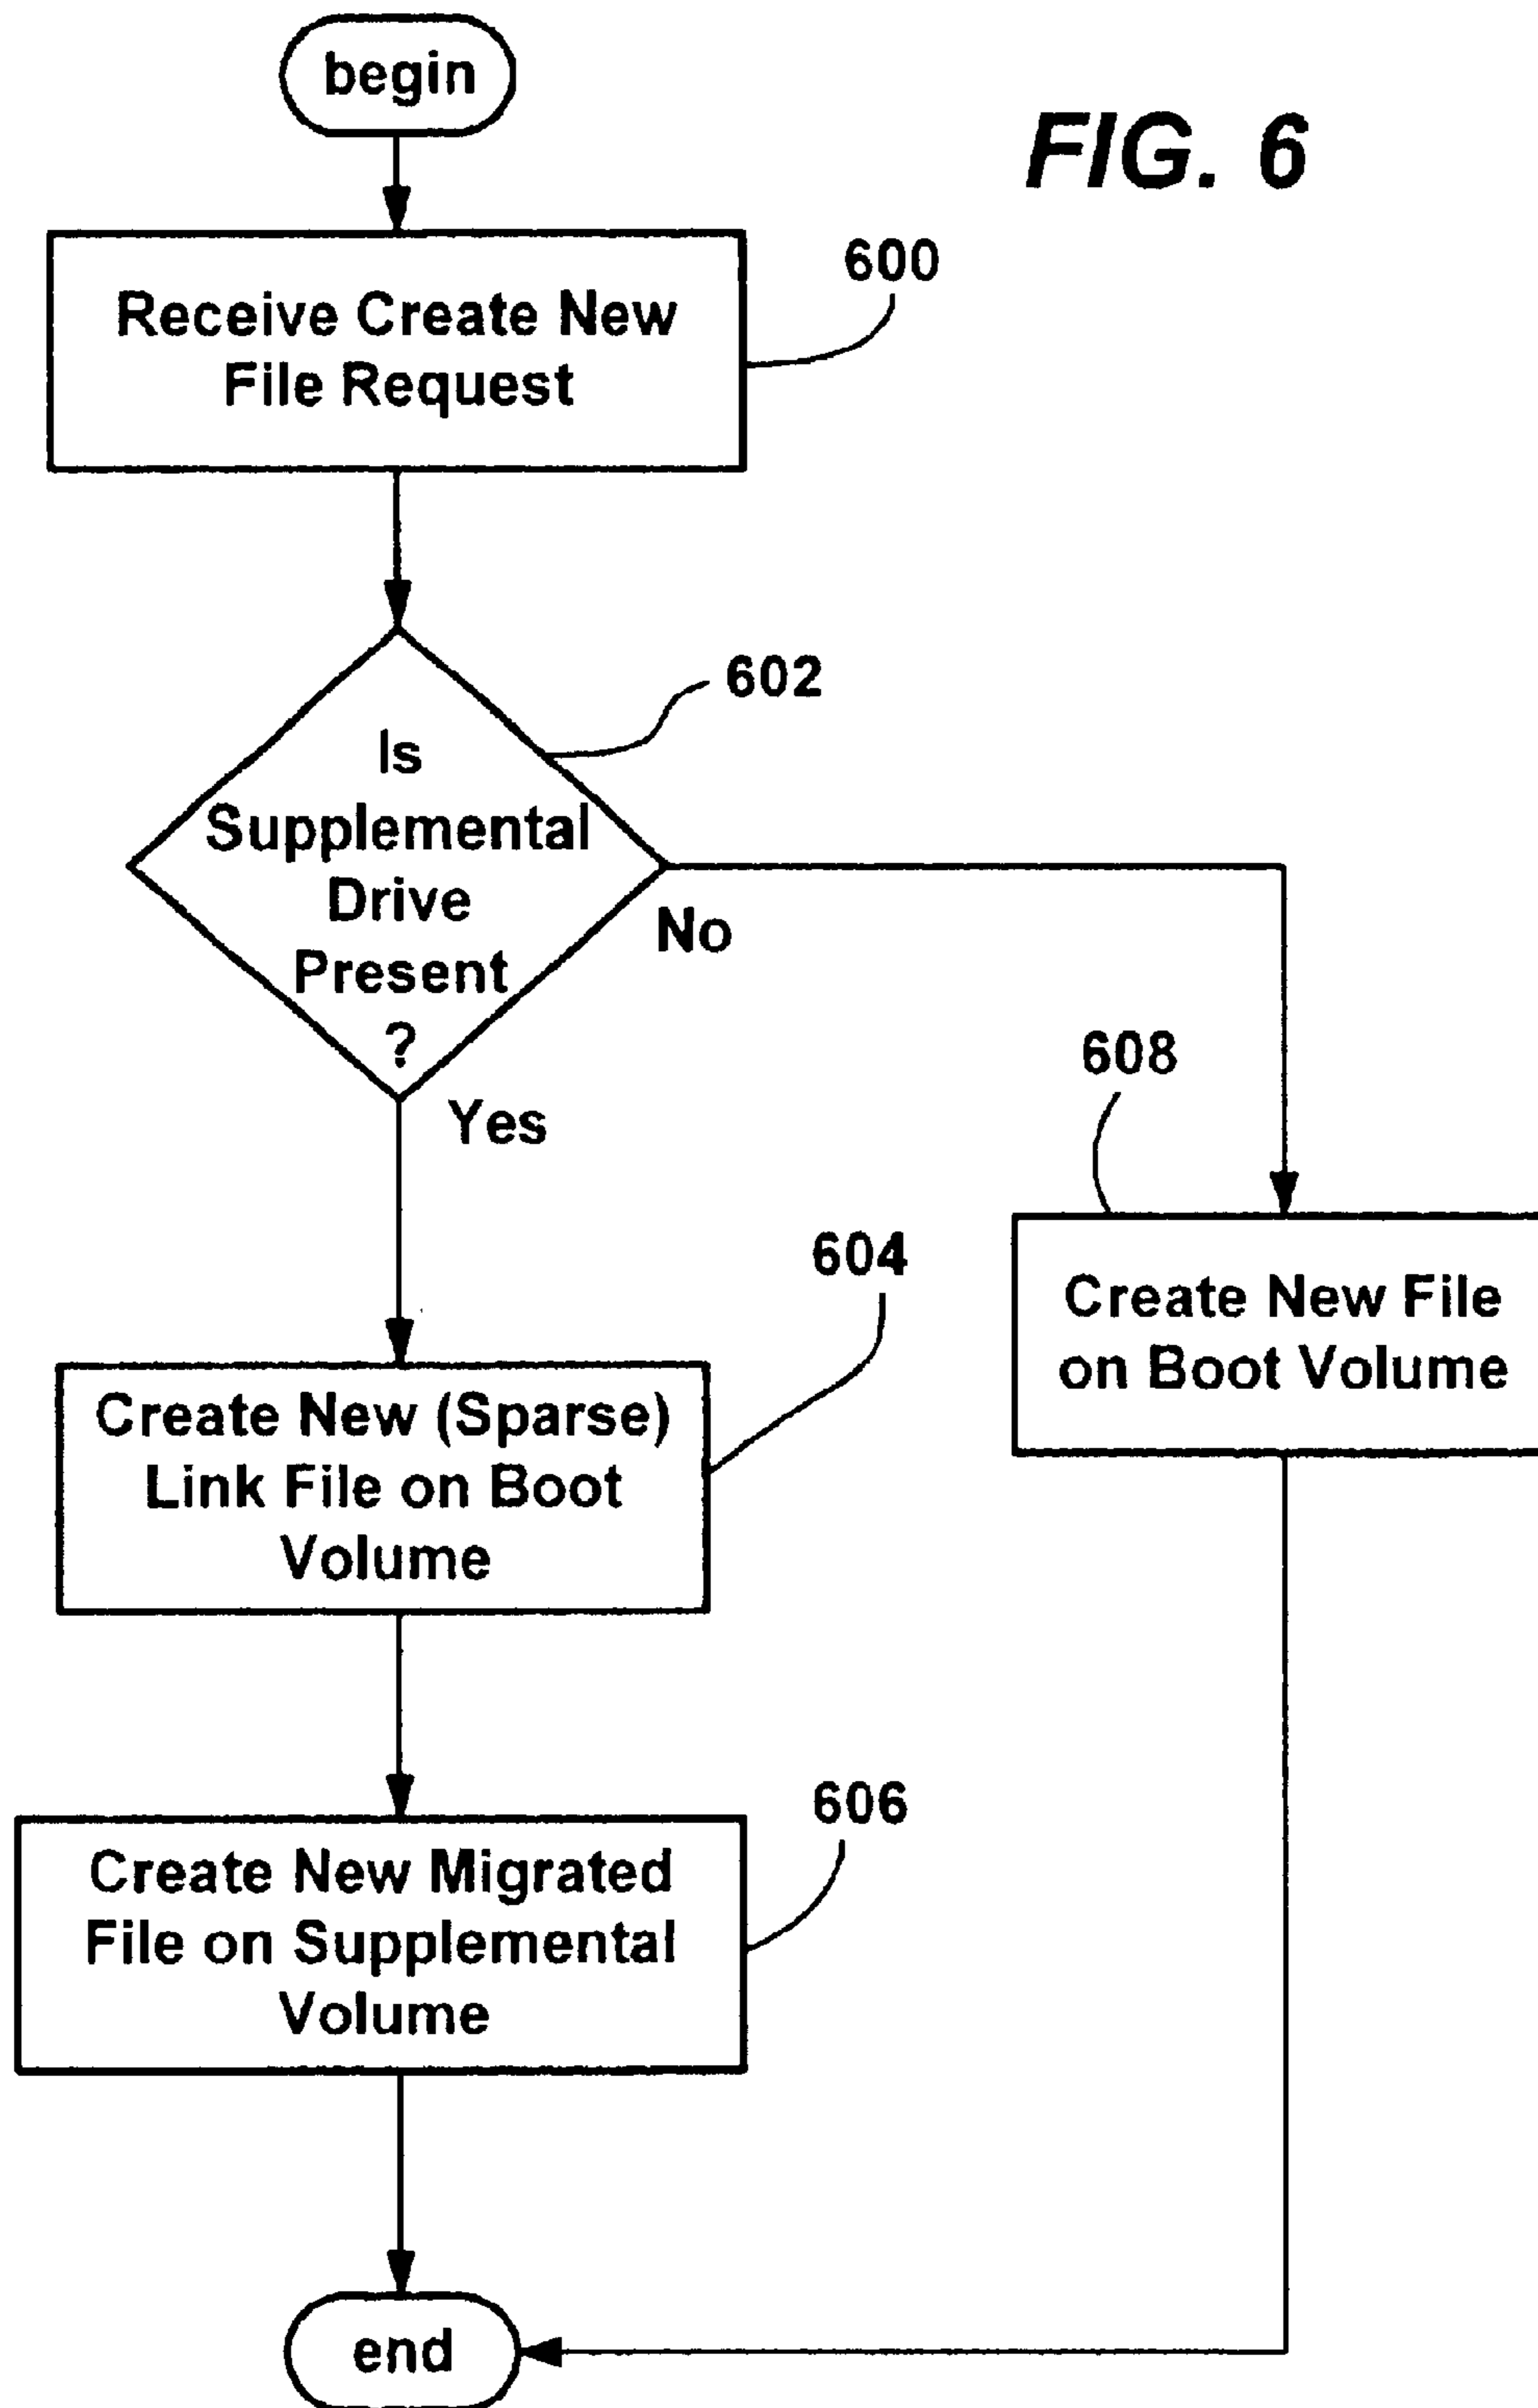 begin
FIG. 6
600
Receive Create New
File Request
602
Is
Supplemental
Drive
Present
?
No
Yes
608
Create New File
on Boot Volume
604
Create New (Sparse)
Link File on Boot
Volume
606
Create New Migrated
File on Supplemental
Volume
end